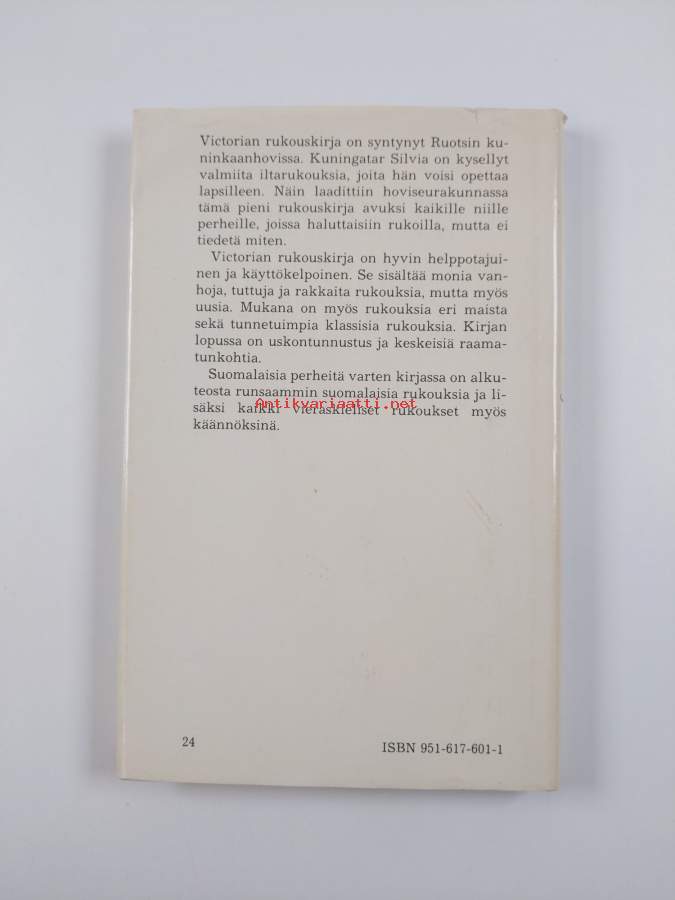 Victorian rukouskirja on syntynyt Ruotsin ku-
ninkaanhovissa. Kuningatar Silvia on kysellyt
valmiita iltarukouksia, joita hän voisi opettaa
lapsilleen. Näin laadittiin hoviseurakunnassa
tämä pieni rukouskirja avuksi kaikille niille
perheille, joissa haluttaisiin rukoilla, mutta ei
tiedetä miten.
Victorian rukouskirja on hyvin helppotajui-
nen ja käyttökelpoinen. Se sisältää monia van-
hoja, tuttuja ja rakkaita rukouksia, mutta myös
uusia. Mukana on myös rukouksia eri maista
sekä tunnetuimpia klassisia rukouksia. Kirjan
lopussa on uskontunnustus ja keskeisiä raama-
tunkohtia.
Suomalaisia perheitä varten kirjassa on alku-
teosta runsaammin suomalaisia rukouksia ja li-
säksi kaikki vieraskieliset rukoukset myös
Antikvariaatti.net
käännöksinä.
24
ISBN 951-617-601-1